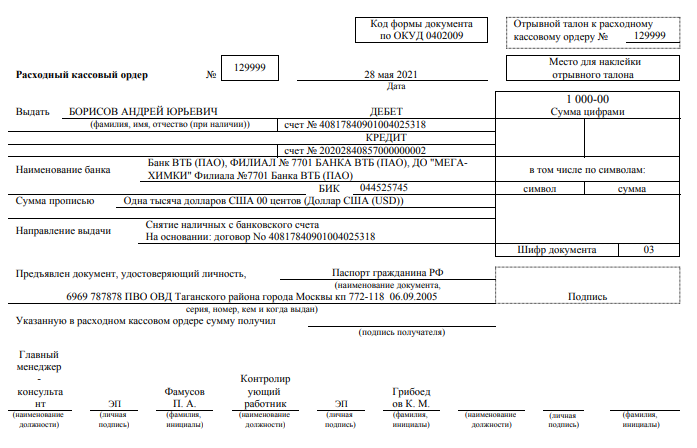 Код формы документа
по ОКУД 0402009
Отрывной талон к расходному
кассовому ордеру № 129999
Расходный кассовый ордер № 129999
28 мая 2021
Дата
Место для наклейки
отрывного талона
Выдать БОРИСОВ АНДРЕЙ ЮРЬЕВИЧ ДЕБЕТ
(фамилия, имя, отчество (при наличии)) счет № 40817840901004025318
1 000-00
Сумма цифрами
КРЕДИТ
счет № 20202840857000000002
Наименование банка Банк ВТБ (ПАО), ФИЛИАЛ № 7701 БАНКА ВТБ (ПАО), ДО "МЕГА-
ХИМКИ" Филиала №7701 Банка ВТБ (ПАО)
в том числе по символам:
БИК 044525745
символ сумма
Сумма прописью Одна тысяча долларов США 00 центов (Доллар США (USD))
Направление выдачи Снятие наличных с банковского счета
На основании: договор No 40817840901004025318
Шифр документа 03
Предъявлен документ, удостоверяющий личность, Паспорт гражданина РФ
(наименование документа,
6969 787878 ПВО ОВД Таганского района города Москвы кп 772-118 06.09.2005
серия, номер, кем и когда выдан)
Подпись
Указанную в расходном кассовом ордере сумму получил
(подпись получателя)
Главный
менеджер
-
консульта
нт
ЭП
Фамусов
П. А.
Контролир
ующий
работник
ЭП
Грибоед
ов К. М.
(наименование
должности)
(личная
подпись)
(фамилия,
инициалы)
(наименование
должности)
(личная
подпись)
(фамилия,
инициалы)
(наименование
должности)
(личная
подпись)
(фамилия,
инициалы)